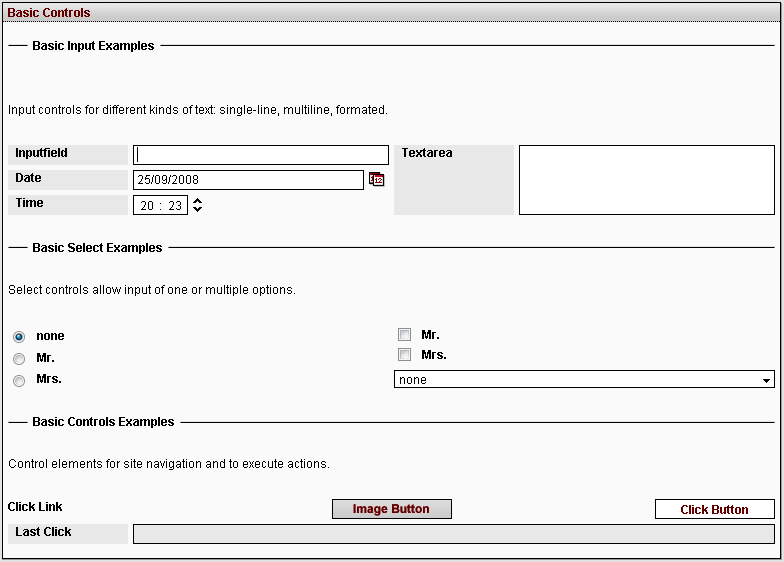 Basic Controls
Basic Input Examples
Input controls for different kinds of text: single-line, multiline, formated.
Inputfield
Textarea
Date 25/09/2008
Time 20 : 23
Basic Select Examples
Select controls allow input of one or multiple options.
none
Mr.
Mrs.
Mr.
Mrs.
none
Basic Controls Examples
Control elements for site navigation and to execute actions.
Click Link Image Button Click Button
Last Click